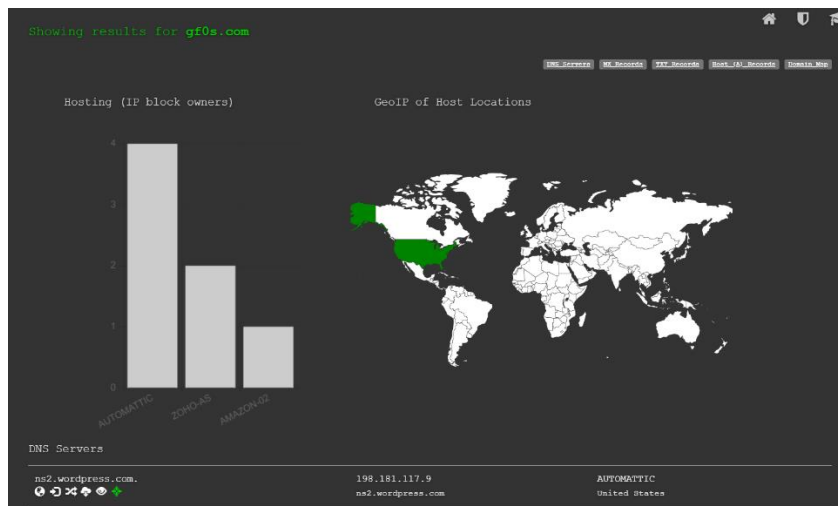 Showing results for gf0s.com
DNS Servers MX Records TXT Records Host (A) Records Domain Map
Hosting (IP block owners)
GeoIP of Host Locations
4
3
2
1
0
AUTOMATTIC
ZOHO-AS
AMAZON-02
DNS Servers
ns2.wordpress.com.
198.181.117.9
AUTOMATTIC
ns2.wordpress.com
United States